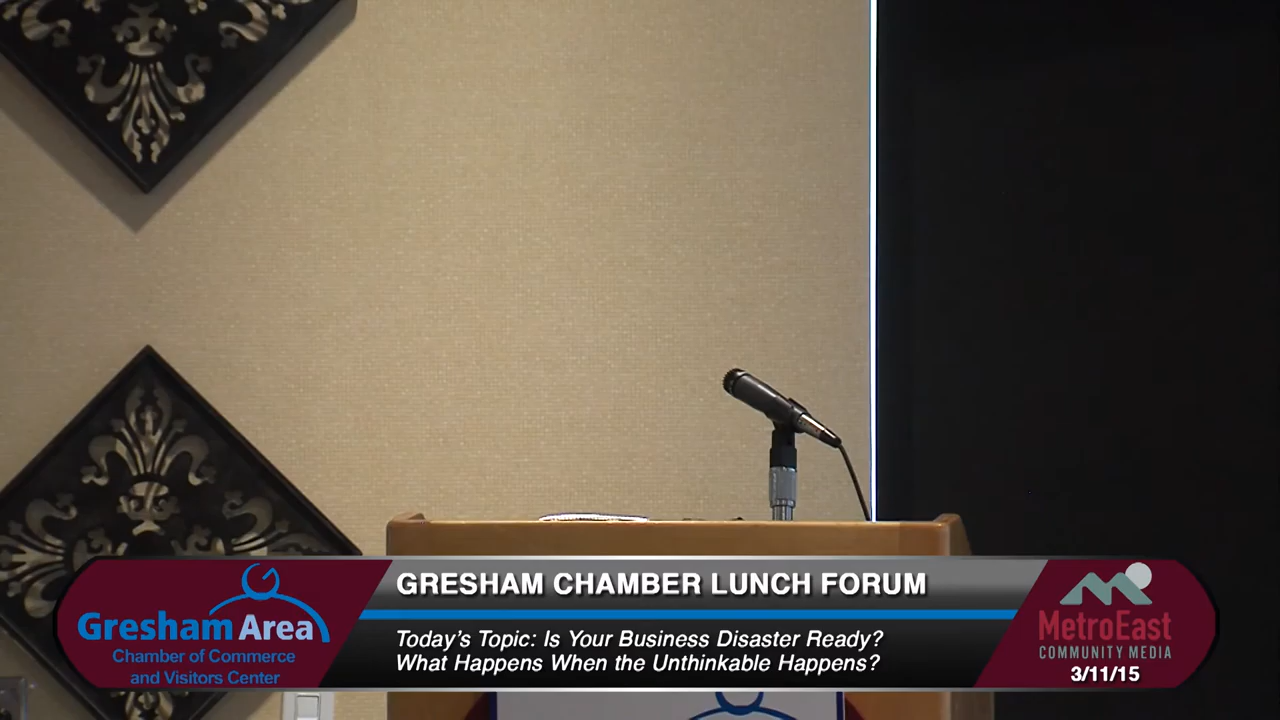 GRESHAM CHAMBER LUNCH FORUM
Today's Topic: Is Your Business Disaster Ready?
What Happens When the Unthinkable Happens?
Gresham Area
Chamber of Commerce
and Visitors Center
MetroEast
COMMUNITY MEDIA
3/11/15